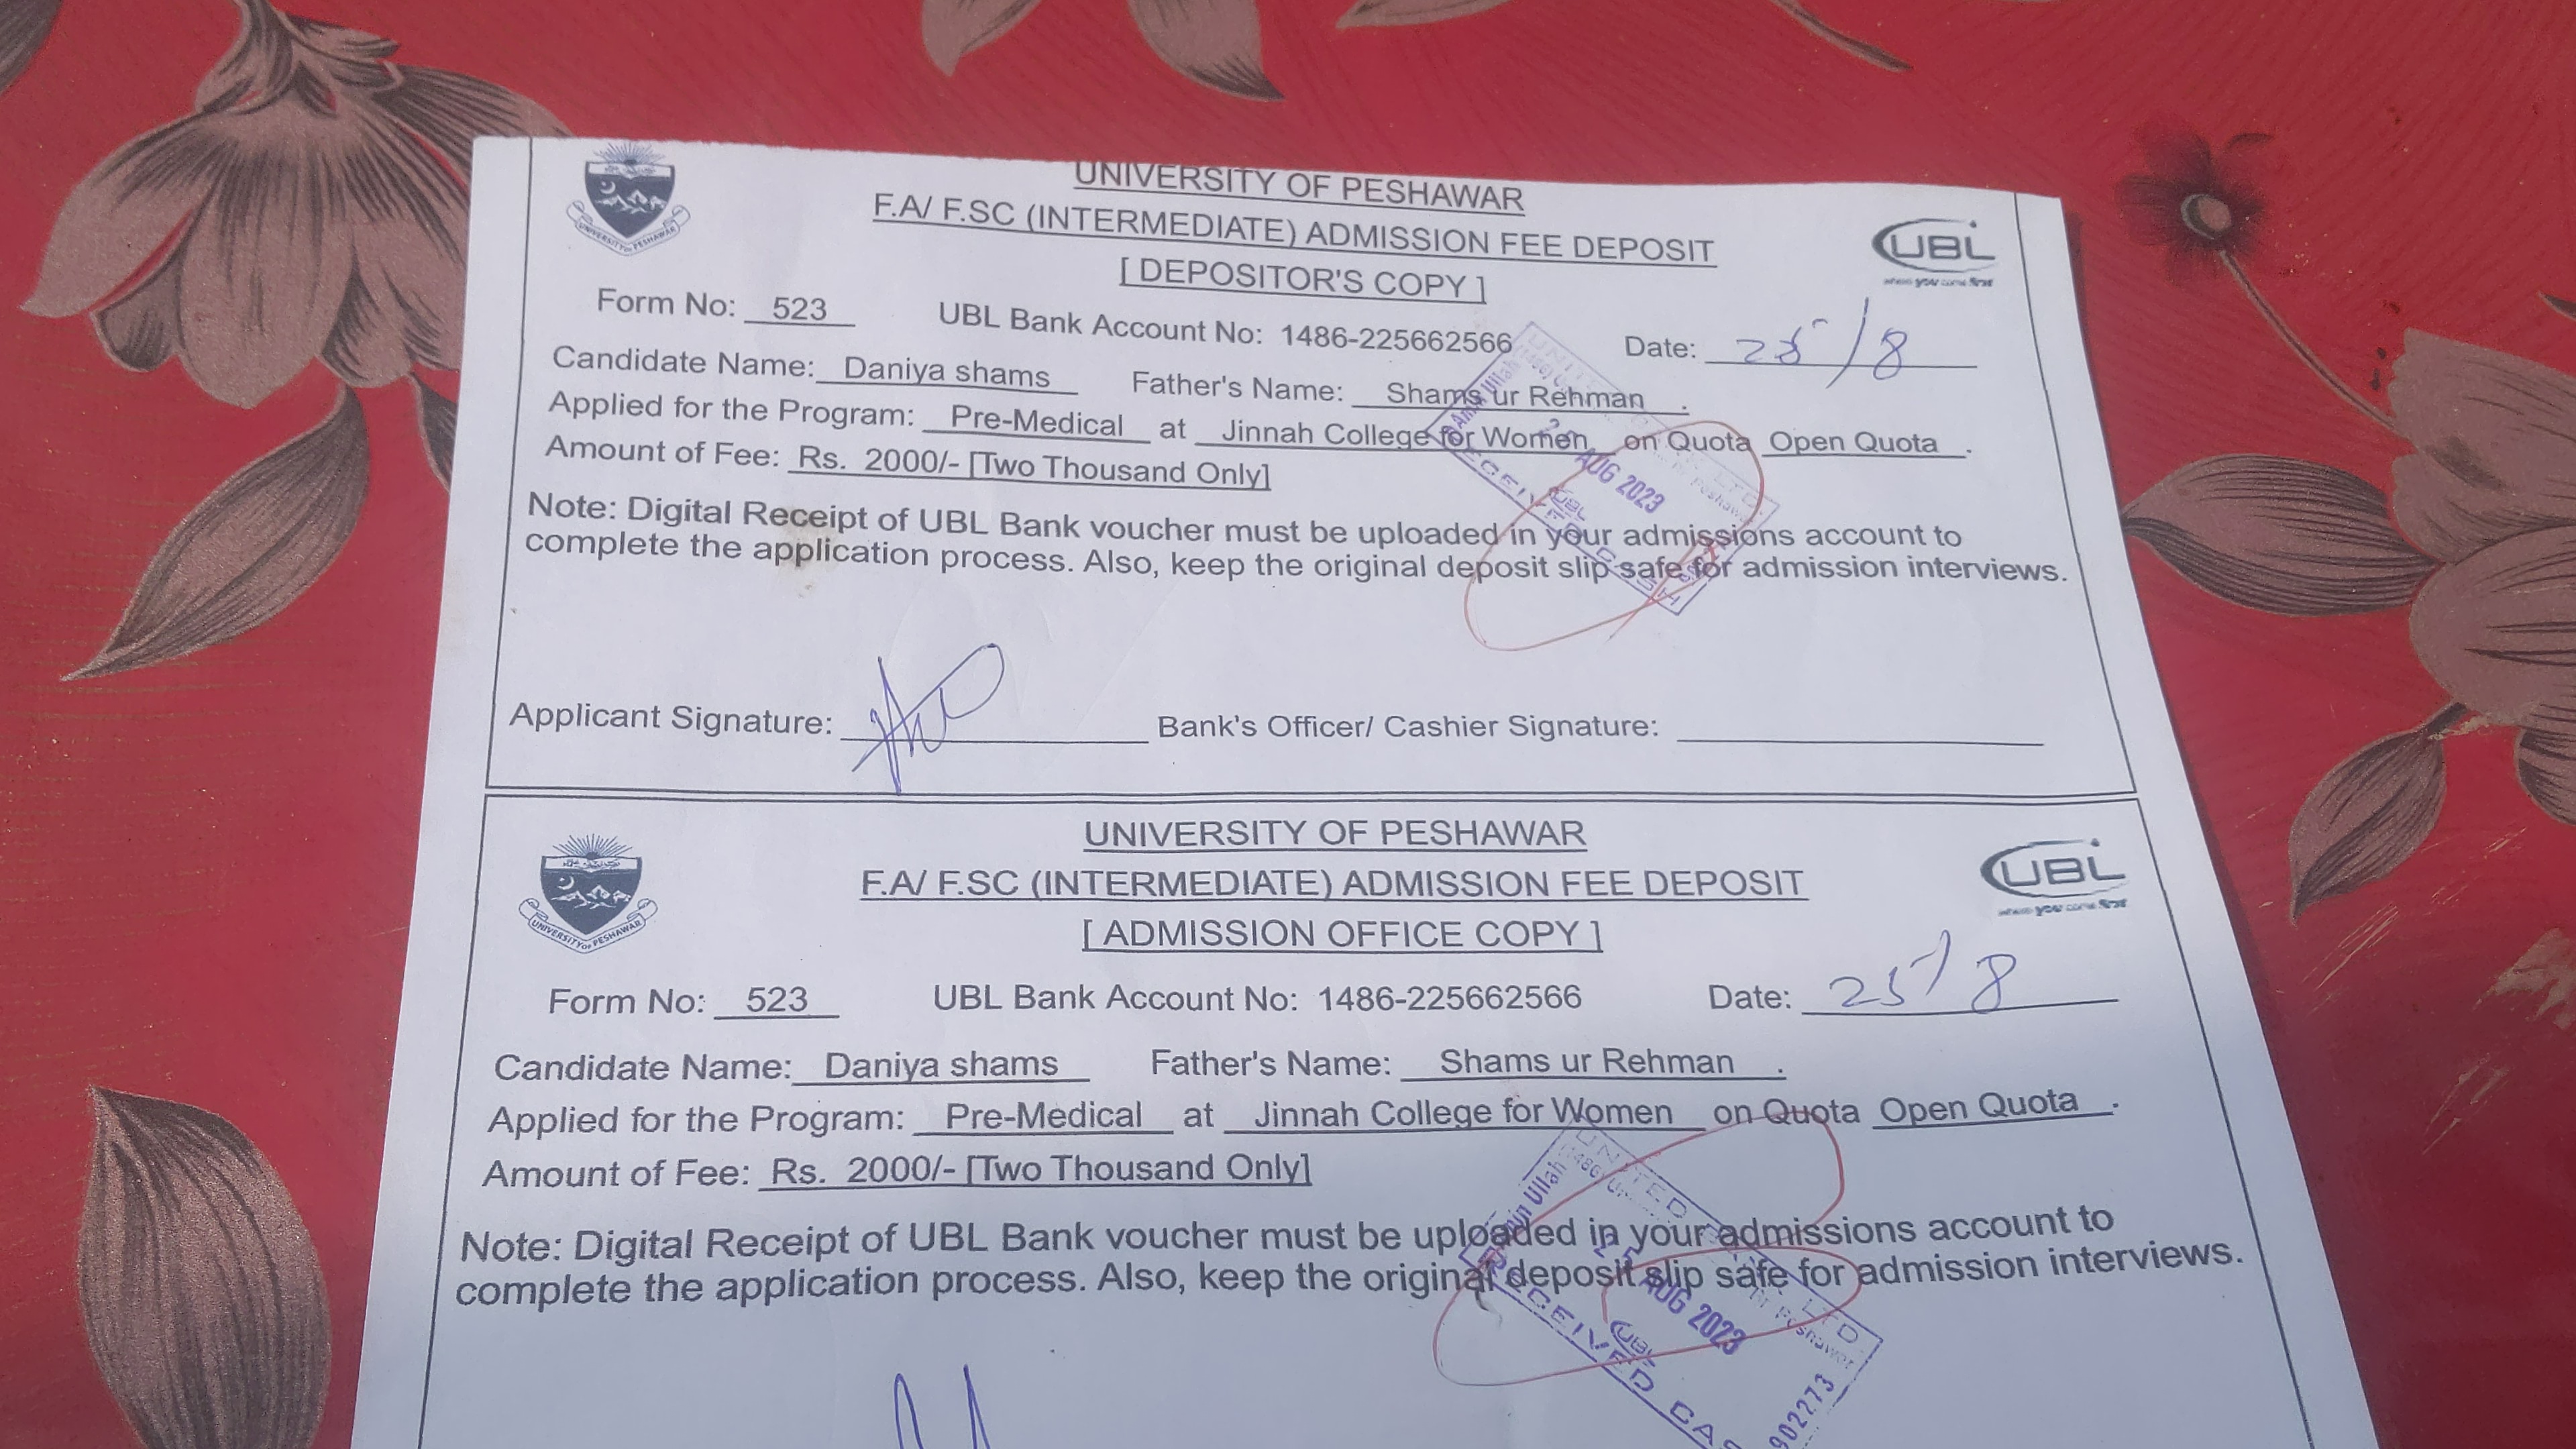 UNIVERSITY OF PESHAWAR
F.A/ F.SC (INTERMEDIATE) ADMISSION FEE DEPOSIT
[ DEPOSITOR'S COPY ]
UBL
where you come first
UNIVERSITY OF PESHAWAR
Form No: 523 UBL Bank Account No: 1486-225662566 Date: 25/8
Candidate Name: Daniya shams Father's Name: Shams ur Rehman .
Applied for the Program: Pre-Medical at Jinnah College for Women on Quota Open Quota .
Amount of Fee: Rs. 2000/- [Two Thousand Only]
Note: Digital Receipt of UBL Bank voucher must be uploaded in your admissions account to
complete the application process. Also, keep the original deposit slip safe for admission interviews.
Amin Ullah
AUG 2023
Applicant Signature: Bank's Officer/ Cashier Signature:
UNIVERSITY OF PESHAWAR
F.A/ F.SC (INTERMEDIATE) ADMISSION FEE DEPOSIT
[ ADMISSION OFFICE COPY ]
UBL
where you come first
UNIVERSITY OF PESHAWAR
Form No: 523 UBL Bank Account No: 1486-225662566 Date: 25/8
Candidate Name: Daniya shams Father's Name: Shams ur Rehman .
Applied for the Program: Pre-Medical at Jinnah College for Women on Quota Open Quota .
Amount of Fee: Rs. 2000/- [Two Thousand Only]
Note: Digital Receipt of UBL Bank voucher must be uploaded in your admissions account to
complete the application process. Also, keep the original deposit slip safe for admission interviews.
Amin Ullah
AUG 2023
902273